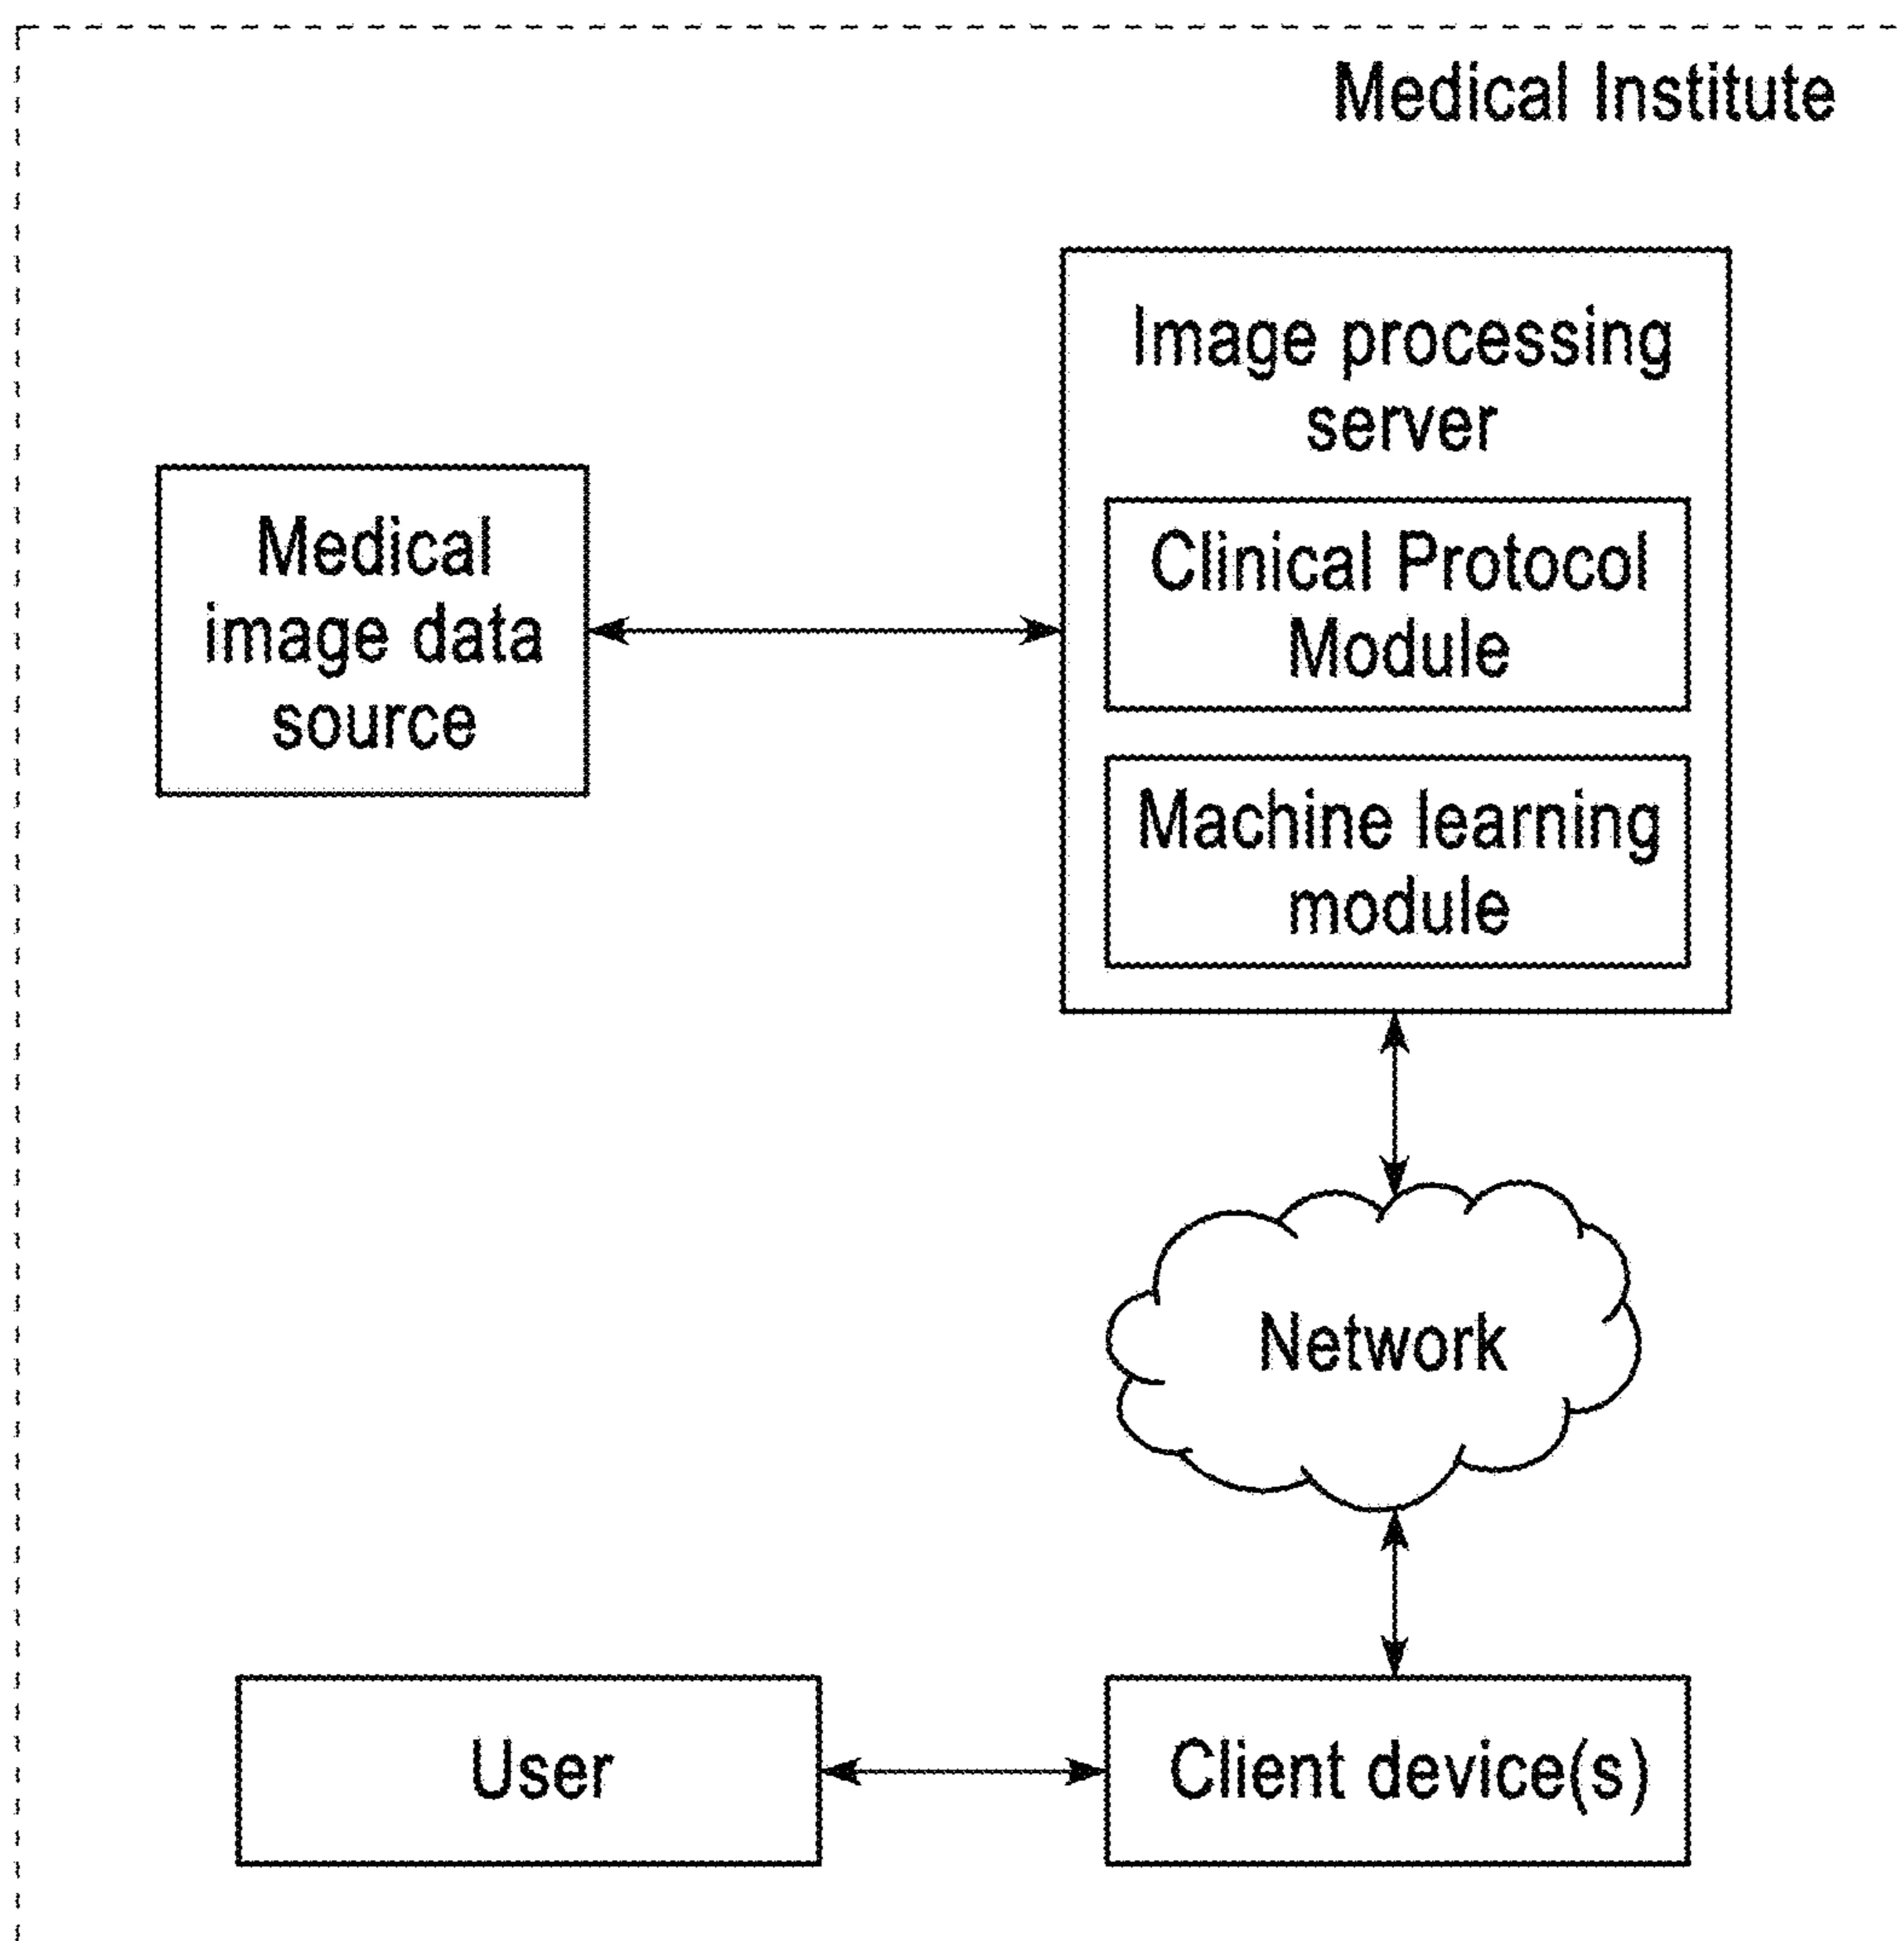 Medical Institute
Image processing
server
Medical
image data
source
Clinical Protocol
Module
Machine learning
module
Network
User
Client device(s)